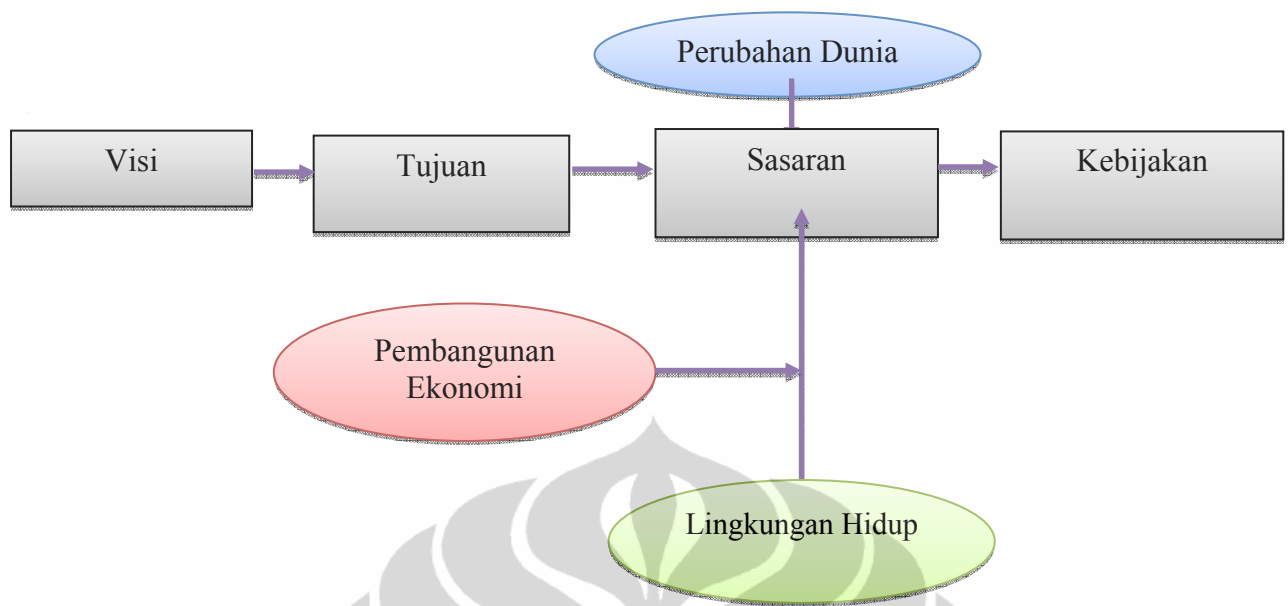 Perubahan Dunia
Visi
Tujuan
Sasaran
Kebijakan
Pembangunan
Ekonomi
Lingkungan Hidup